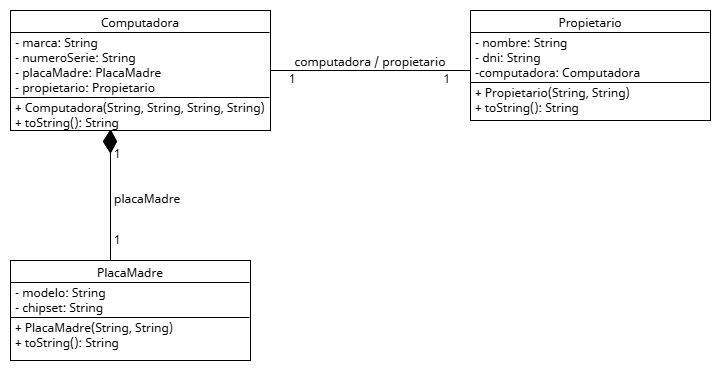 Computadora
- marca: String
- numeroSerie: String
- placaMadre: PlacaMadre
- propietario: Propietario
+ Computadora(String, String, String, String)
+ toString(): String
computadora / propietario
1
1
Propietario
- nombre: String
- dni: String
-computadora: Computadora
+ Propietario(String, String)
+ toString(): String
1
placaMadre
1
PlacaMadre
- modelo: String
- chipset: String
+ PlacaMadre(String, String)
+ toString(): String